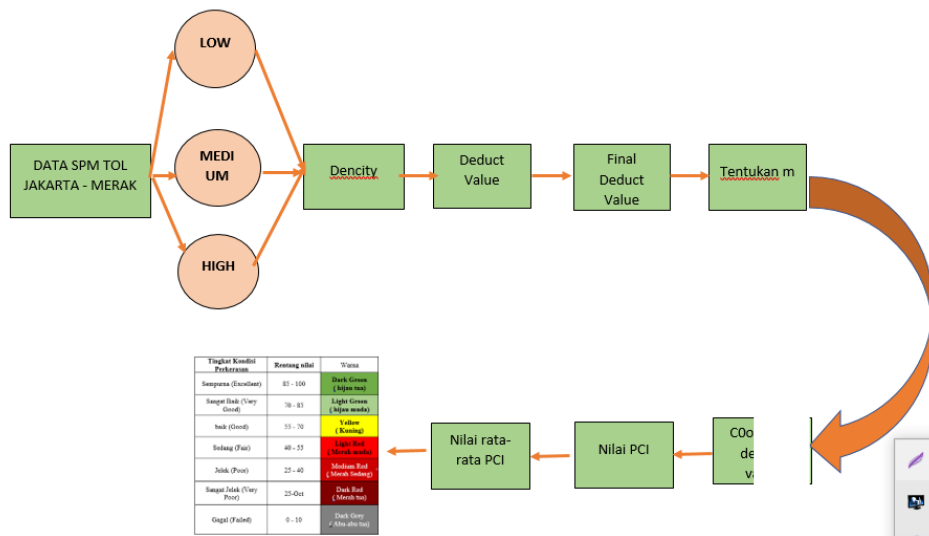 LOW
DATA SPM TOL
JAKARTA - MERAK
MEDI
UM
HIGH
Dencity
Deduct
Value
Final
Deduct
Value
Tentukan m
Tingkat Kondisi
Perkerasan
Rentang nilai
Warna
Sempurna (Excellent)
85 - 100
Dark Green
( hijau tua)
Sangat Baik (Very
Good)
70 - 85
Light Green
( hijau muda)
baik (Good)
55 - 70
Yellow
( Kuning)
Sedang (Fair)
40 - 55
Light Red
( Merah muda)
Jelek (Poor)
25 - 40
Medium Red
( Merah Sedang)
Sangat Jelek (Very
Poor)
25-Oct
Dark Red
( Merah tua)
Gagal (Failed)
0 - 10
Dark Grey
(Abu-abu tua)
Nilai rata-
rata PCI
Nilai PCI
C0o
de
va